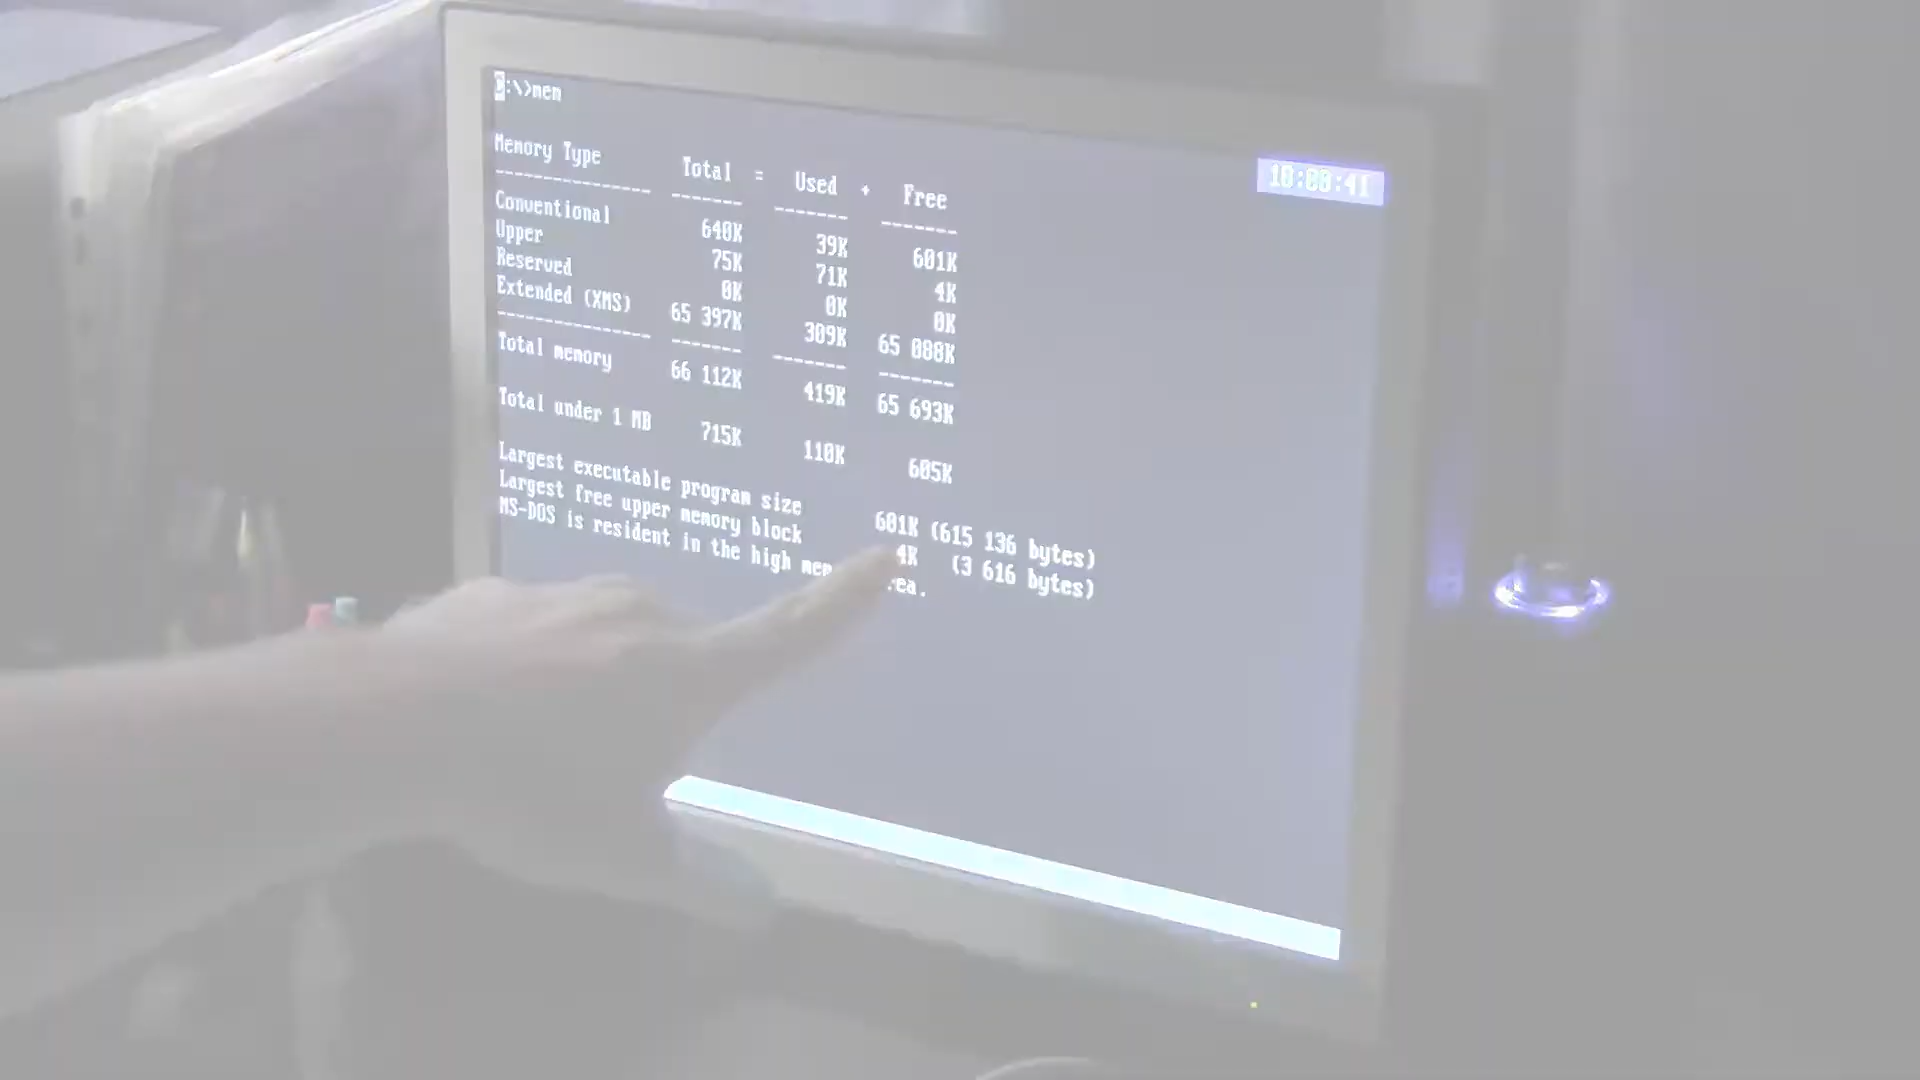 C:\>mem
10:00:41
Memory Type Total = Used + Free
---------------- ------- ------- -------
Conventional 640K 39K 601K
Upper 75K 71K 4K
Reserved 0K 0K 0K
Extended (XMS) 65 397K 309K 65 088K
---------------- ------- ------- -------
Total memory 66 112K 419K 65 693K
Total under 1 MB 715K 110K 605K
Largest executable program size 601K (615 136 bytes)
Largest free upper memory block 4K (3 616 bytes)
MS-DOS is resident in the high mem rea.